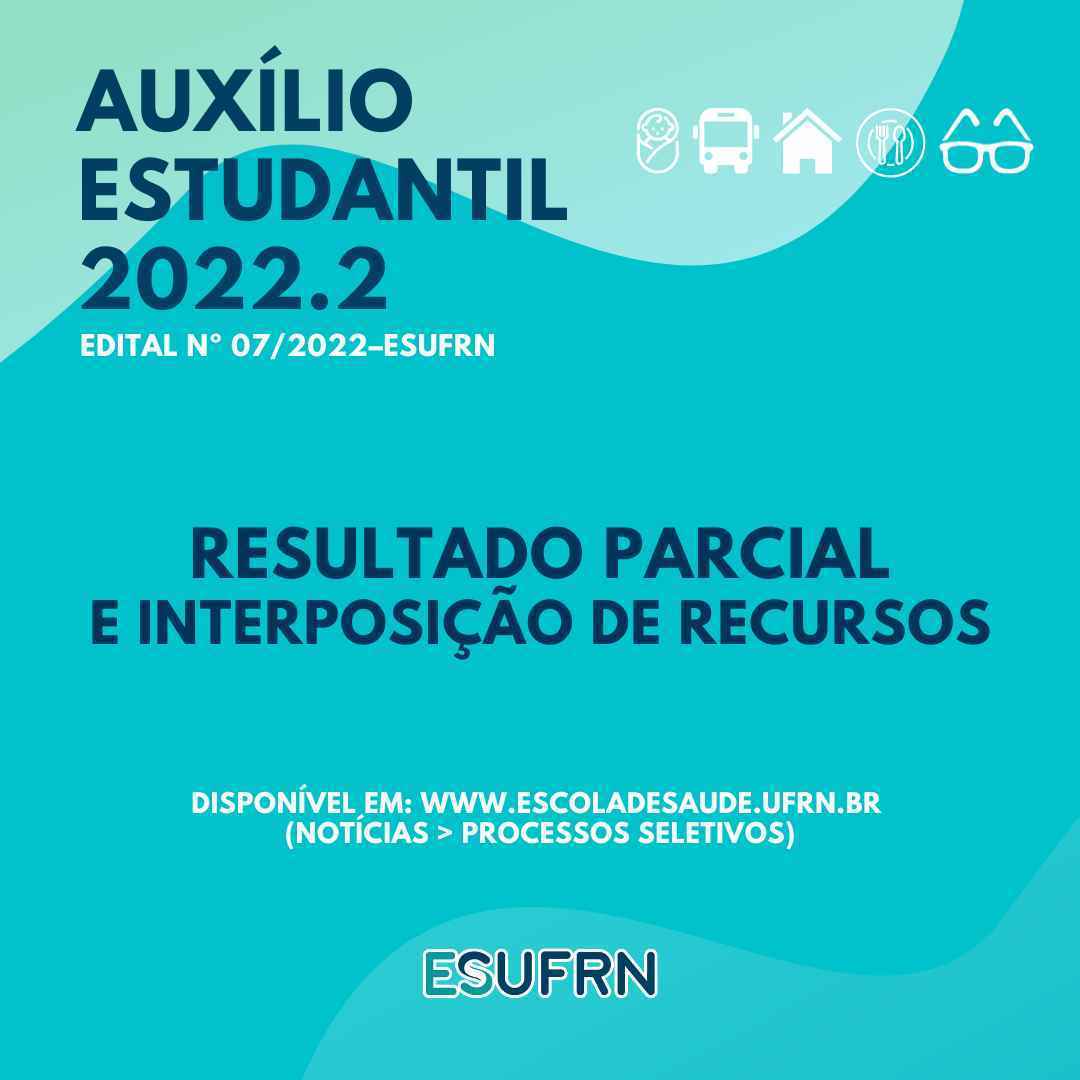 AUXÍLIO
ESTUDANTIL
2022.2
EDITAL Nº 07/2022–ESUFRN
RESULTADO PARCIAL
E INTERPOSIÇÃO DE RECURSOS
DISPONÍVEL EM: WWW.ESCOLADESAUDE.UFRN.BR
(NOTÍCIAS > PROCESSOS SELETIVOS)
ESUFRN